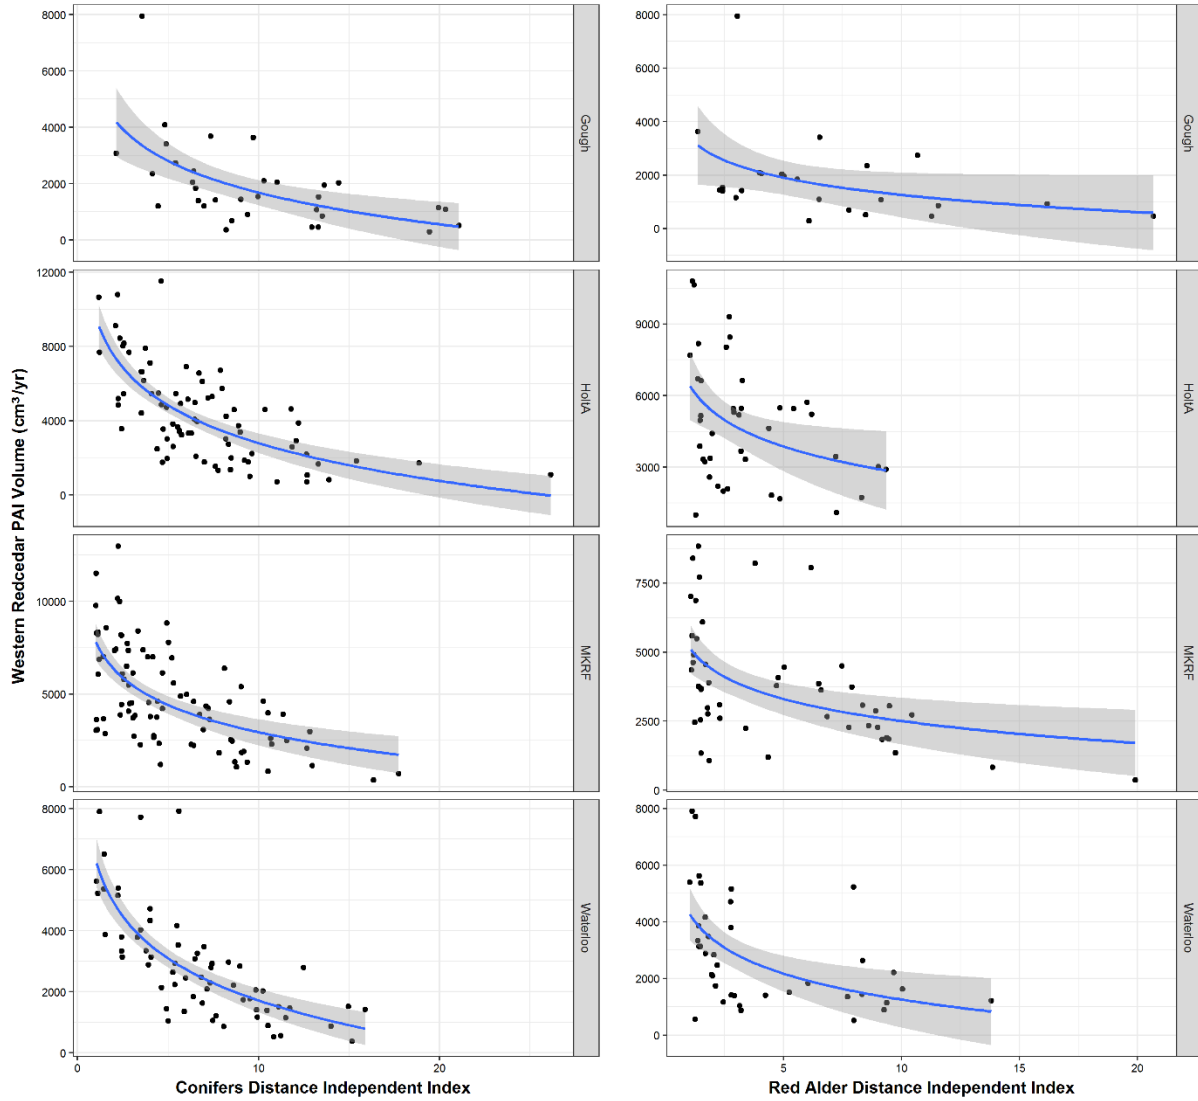 Western Redcedar PAI Volume (cm³/yr)
8000
6000
4000
2000
0
Gough
8000
6000
4000
2000
0
Gough
12000
8000
4000
0
HoltA
9000
6000
3000
HoltA
10000
5000
0
MKRF
7500
5000
2500
0
MKRF
8000
6000
4000
2000
0
Waterloo
8000
6000
4000
2000
0
Waterloo
0 10 20
5 10 15 20
Conifers Distance Independent Index
Red Alder Distance Independent Index